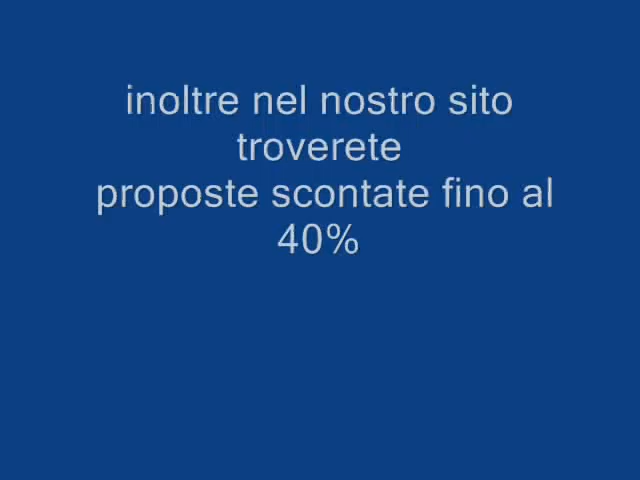 inoltre nel nostro sito
troverete
proposte scontate fino al
40%